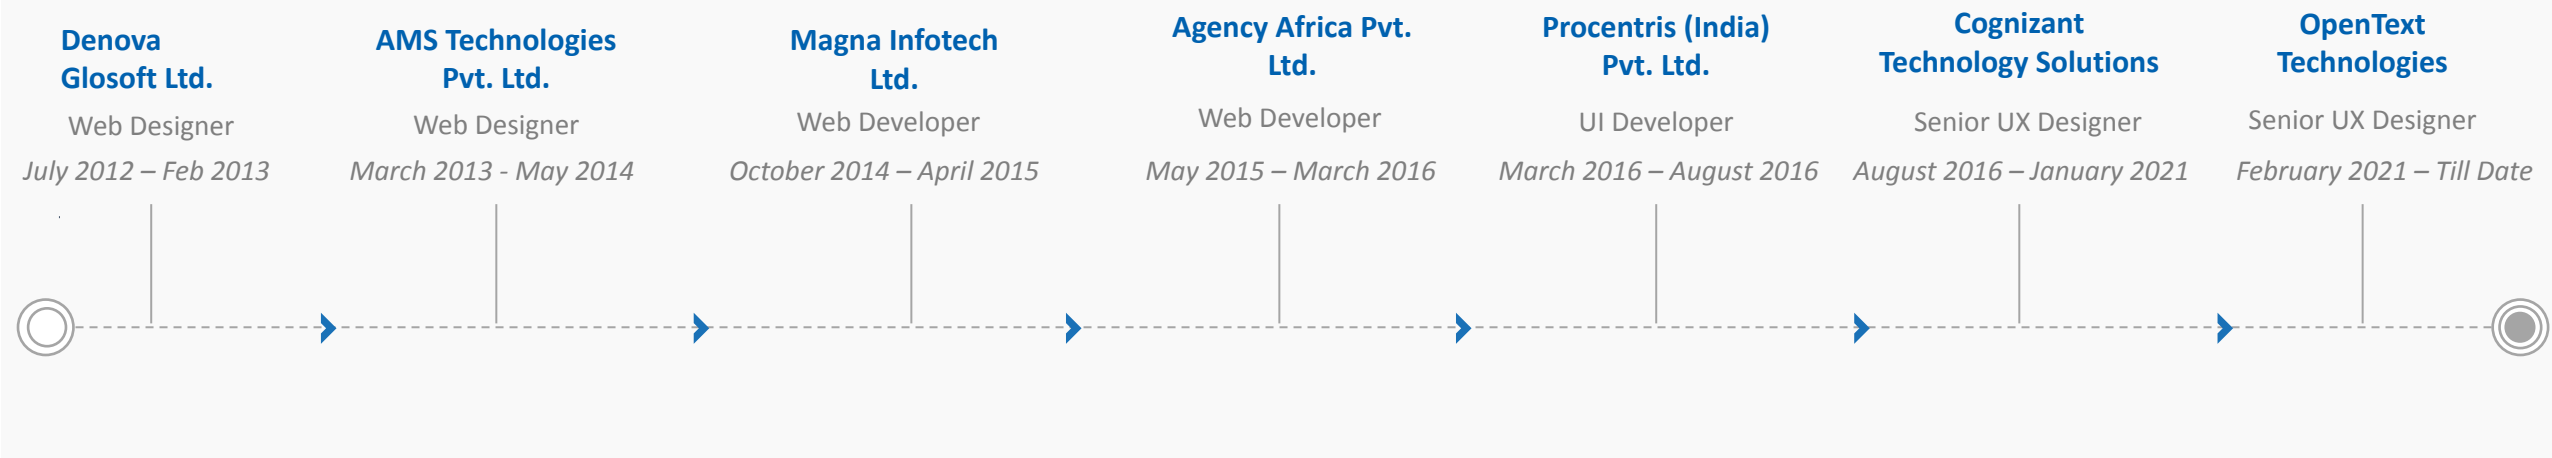 Denova
Glosoft Ltd.
Web Designer
July 2012 – Feb 2013
AMS Technologies
Pvt. Ltd.
Web Designer
March 2013 - May 2014
Magna Infotech
Ltd.
Web Developer
October 2014 – April 2015
Agency Africa Pvt.
Ltd.
Web Developer
May 2015 – March 2016
Procentris (India)
Pvt. Ltd.
UI Developer
March 2016 – August 2016
Cognizant
Technology Solutions
Senior UX Designer
August 2016 – January 2021
OpenText
Technologies
Senior UX Designer
February 2021 – Till Date